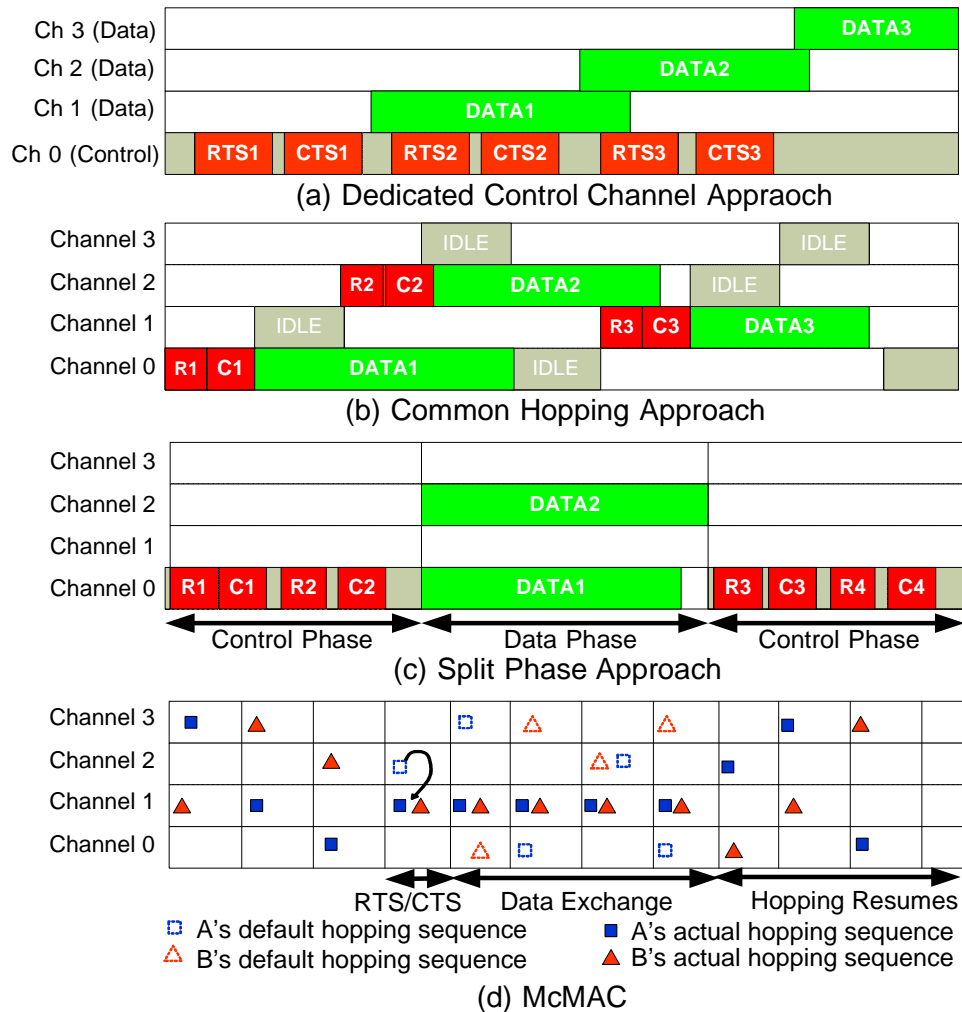 Ch 3 (Data) DATA3
Ch 2 (Data) DATA2
Ch 1 (Data) DATA1
Ch 0 (Control) RTS1 CTS1 RTS2 CTS2 RTS3 CTS3
(a) Dedicated Control Channel Appraoch
Channel 3 IDLE IDLE
Channel 2 R2 C2 DATA2 IDLE
Channel 1 IDLE R3 C3 DATA3
Channel 0 R1 C1 DATA1 IDLE
(b) Common Hopping Approach
Channel 3
Channel 2 DATA2
Channel 1
Channel 0 R1 C1 R2 C2 DATA1 R3 C3 R4 C4
Control Phase Data Phase Control Phase
(c) Split Phase Approach
Channel 3
Channel 2
Channel 1
Channel 0
RTS/CTS Data Exchange Hopping Resumes
A's default hopping sequence A's actual hopping sequence
B's default hopping sequence B's actual hopping sequence
(d) McMAC